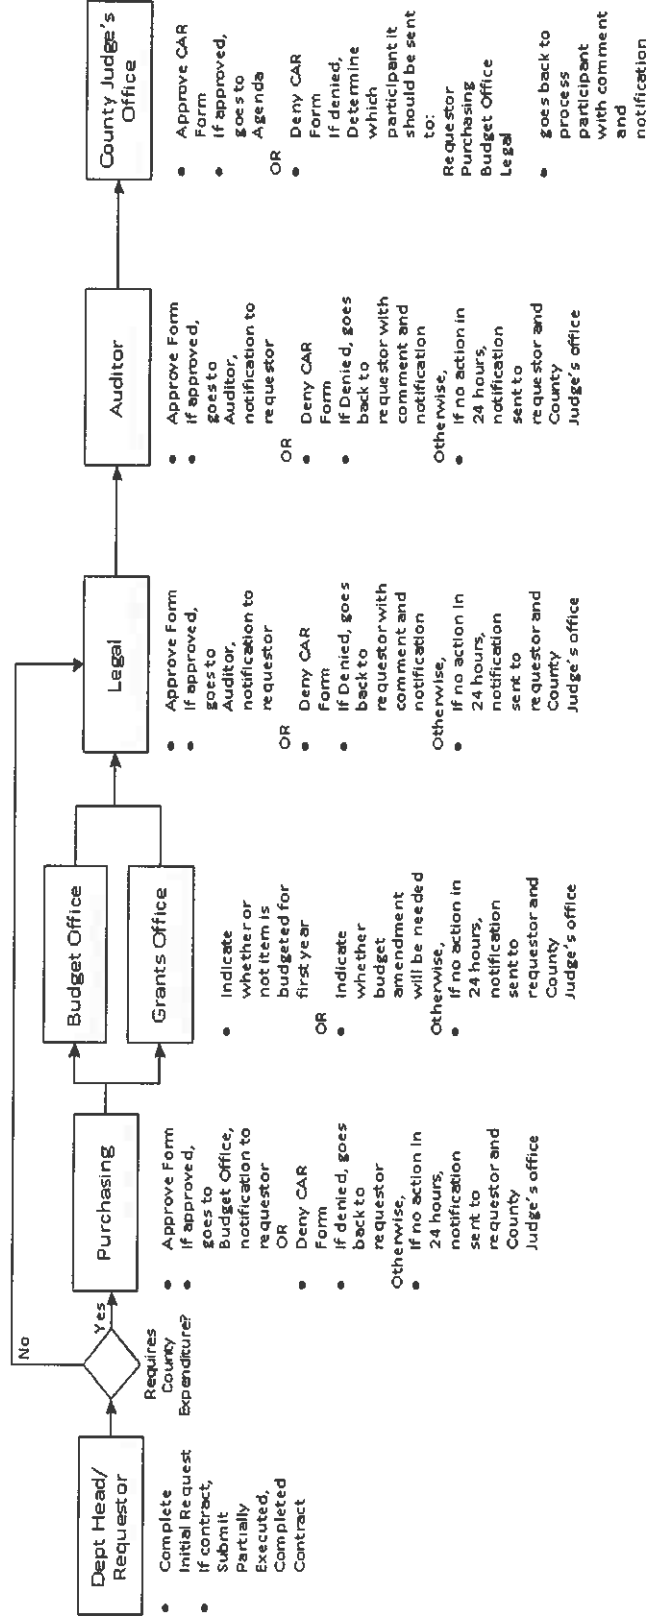 Dept Head/
Requestor
• Complete
Initial Request
• If contract,
Submit
Partially
Executed,
Completed
Contract
Requires
County
Expenditure?
No
Yes
Purchasing
• Approve Form
• If approved,
goes to
Budget Office,
notification to
requestor
OR
• Deny CAR
Form
• If denied, goes
back to
requestor
Otherwise,
• If no action in
24 hours,
notification
sent to
requestor and
County
Judge's office
Budget Office
Grants Office
• Indicate
whether or
not item is
budgeted for
first year
OR
• Indicate
whether
budget
amendment
will be needed
Otherwise,
• If no action in
24 hours,
notification
sent to
requestor and
County
Judge's office
Legal
• Approve Form
• If approved,
goes to
Auditor,
notification to
requestor
OR
• Deny CAR
Form
• If Denied, goes
back to
requestor with
comment and
notification
Otherwise,
• If no action in
24 hours,
notification
sent to
requestor and
County
Judge's office
Auditor
• Approve Form
• If approved,
goes to
Auditor,
notification to
requestor
OR
• Deny CAR
Form
• If Denied, goes
back to
requestor with
comment and
notification
Otherwise,
• If no action in
24 hours,
notification
sent to
requestor and
County
Judge's office
County Judge's
Office
• Approve CAR
Form
• If approved,
goes to
Agenda
OR
• Deny CAR
Form
If denied,
Determine
which
participant it
should be sent
to:
Requestor
Purchasing
Budget Office
Legal
• goes back to
process
participant
with comment
and
notification